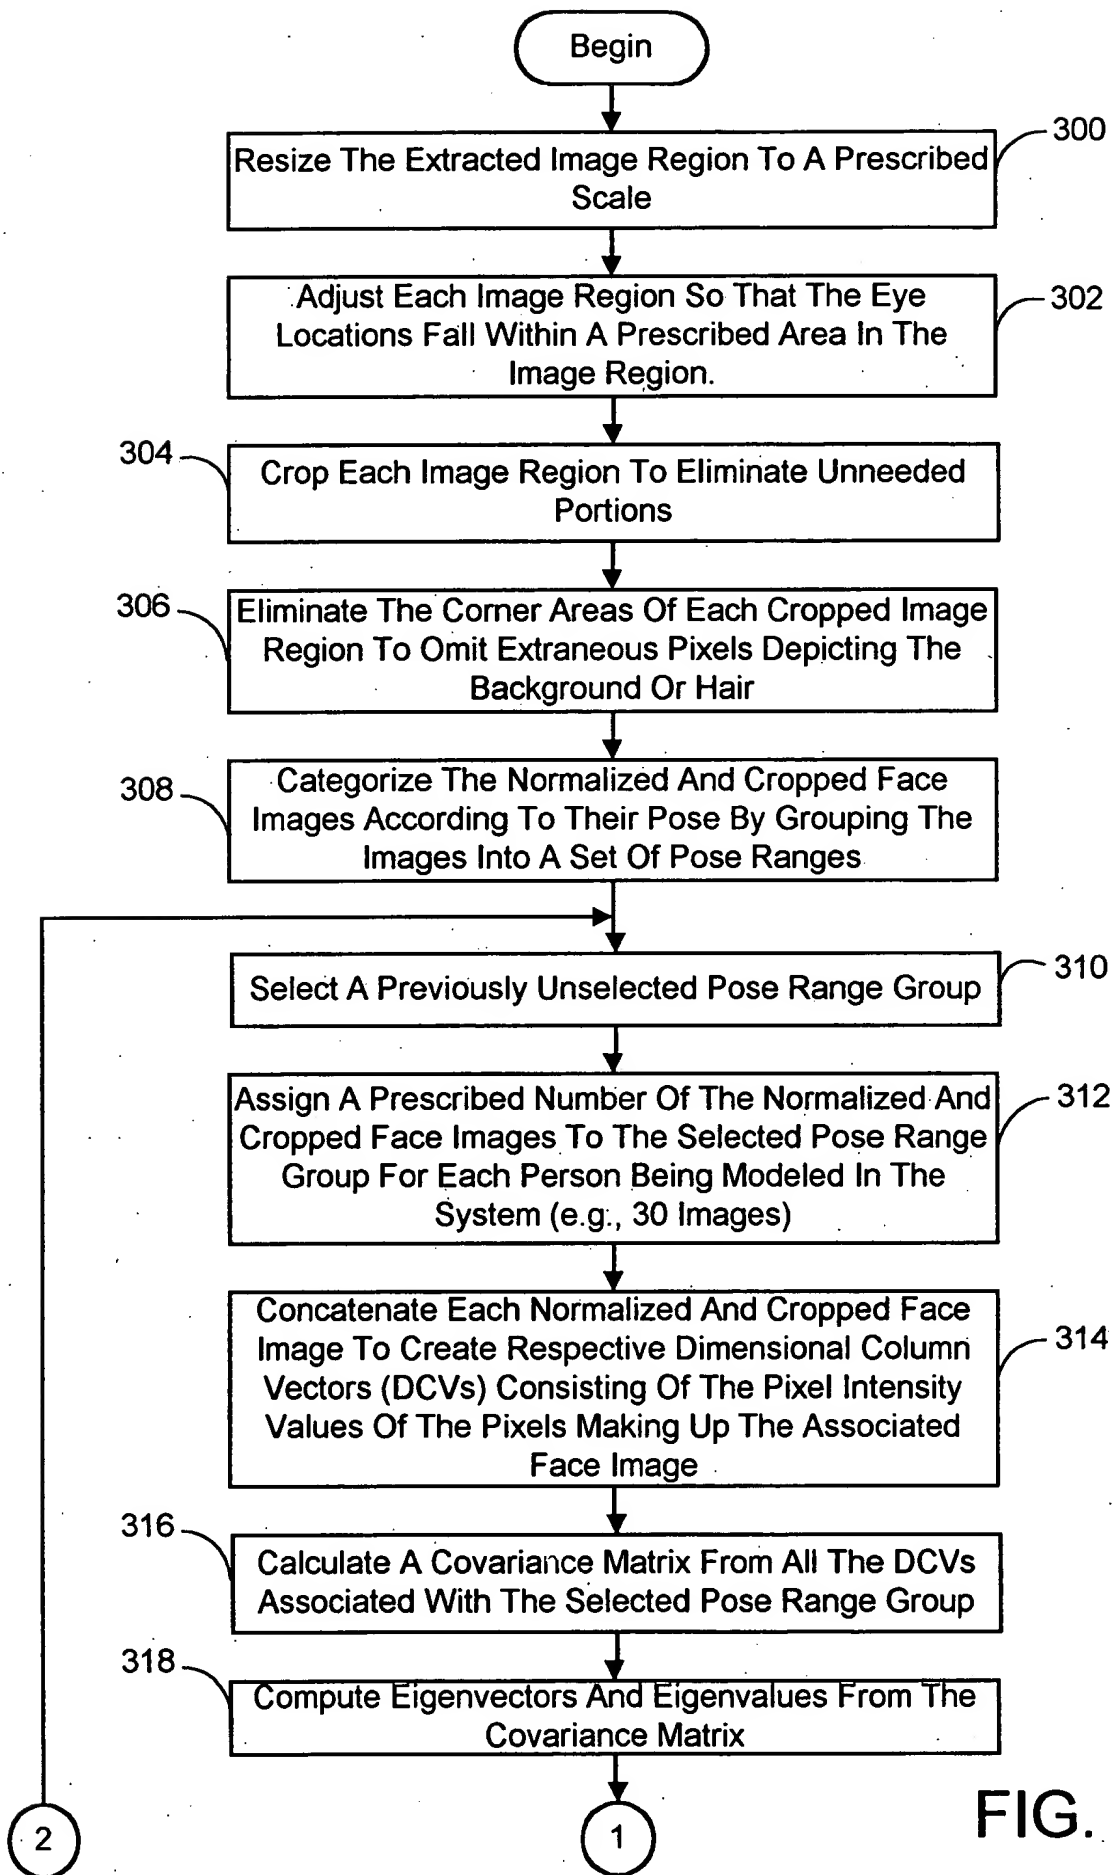 Begin
300
Resize The Extracted Image Region To A Prescribed
Scale
302
Adjust Each Image Region So That The Eye
Locations Fall Within A Prescribed Area In The
Image Region.
304
Crop Each Image Region To Eliminate Unneeded
Portions
306
Eliminate The Corner Areas Of Each Cropped Image
Region To Omit Extraneous Pixels Depicting The
Background Or Hair
308
Categorize The Normalized And Cropped Face
Images According To Their Pose By Grouping The
Images Into A Set Of Pose Ranges
310
Select A Previously Unselected Pose Range Group
312
Assign A Prescribed Number Of The Normalized And
Cropped Face Images To The Selected Pose Range
Group For Each Person Being Modeled In The
System (e.g., 30 Images)
314
Concatenate Each Normalized And Cropped Face
Image To Create Respective Dimensional Column
Vectors (DCVs) Consisting Of The Pixel Intensity
Values Of The Pixels Making Up The Associated
Face Image
316
Calculate A Covariance Matrix From All The DCVs
Associated With The Selected Pose Range Group
318
Compute Eigenvectors And Eigenvalues From The
Covariance Matrix
2
1
FIG.